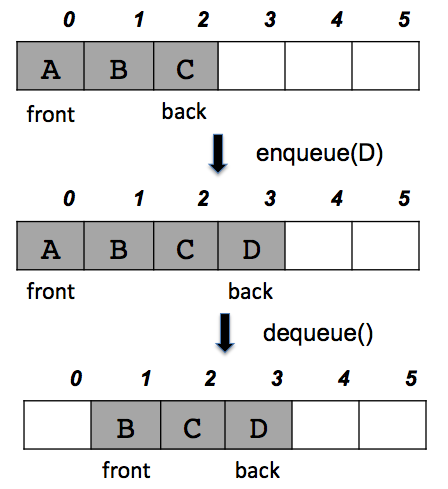 0 1 2 3 4 5
A B C
front back
enqueue(D)
0 1 2 3 4 5
A B C D
front back
dequeue()
0 1 2 3 4 5
B C D
front back